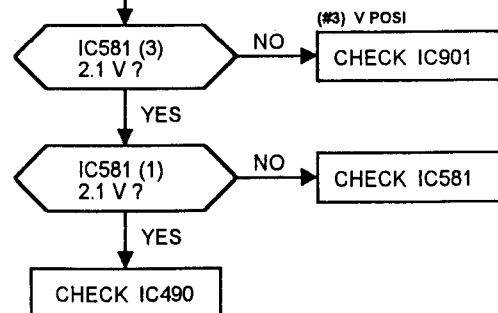 (#3) V POSI
IC581 (3)
2.1 V ?
NO
CHECK IC901
YES
IC581 (1)
2.1 V ?
NO
CHECK IC581
YES
CHECK IC490